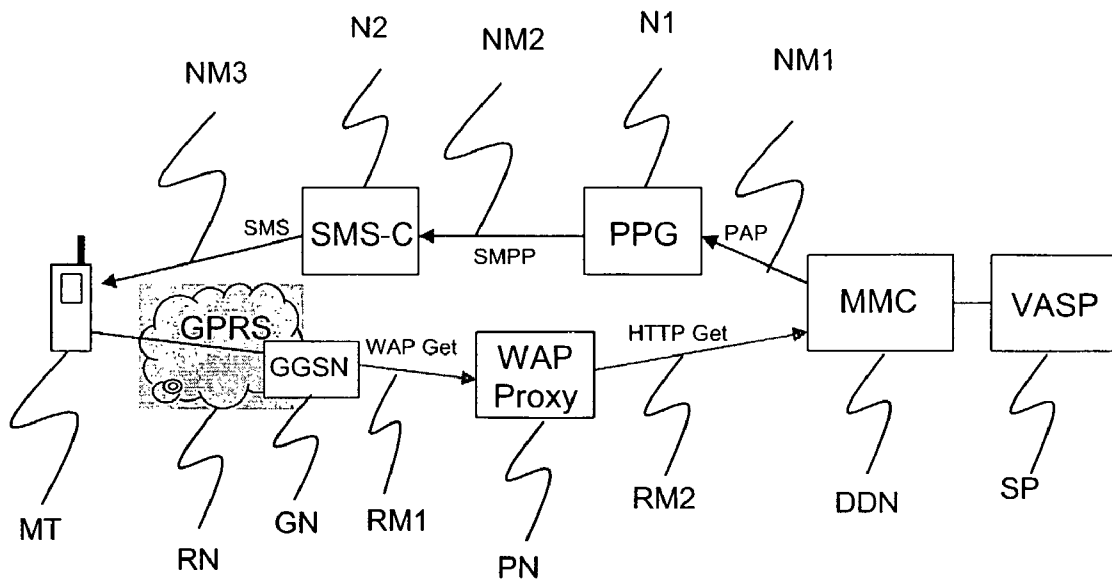 N2
NM2
N1
NM3
NM1
SMS
SMS-C
SMPP
PPG
PAP
MMC
VASP
GPRS
GGSN
WAP Get
WAP
Proxy
HTTP Get
MT
RN
GN
RM1
PN
RM2
DDN
SP